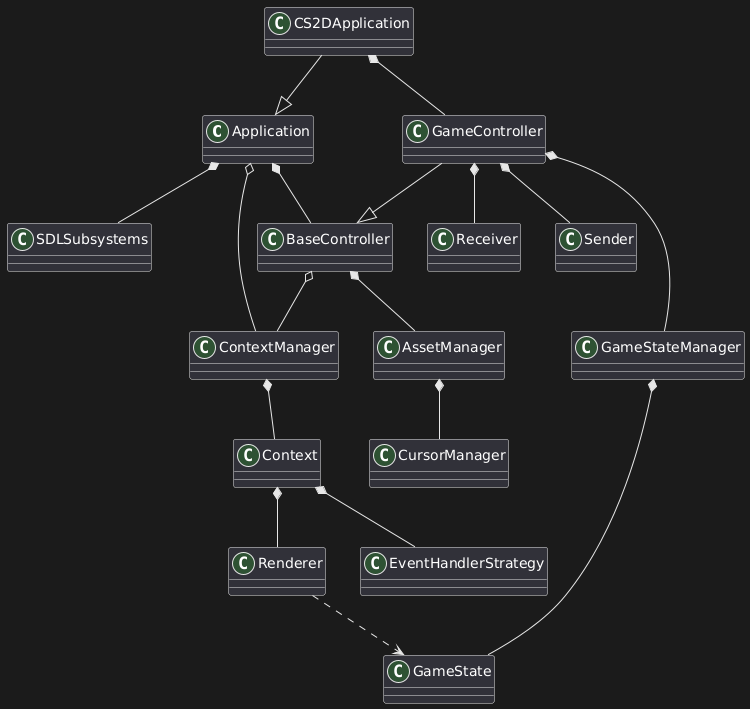 C CS2DApplication
C Application
C GameController
C SDLSubsystems
C BaseController
C Receiver
C Sender
C ContextManager
C AssetManager
C GameStateManager
C Context
C CursorManager
C Renderer
C EventHandlerStrategy
C GameState